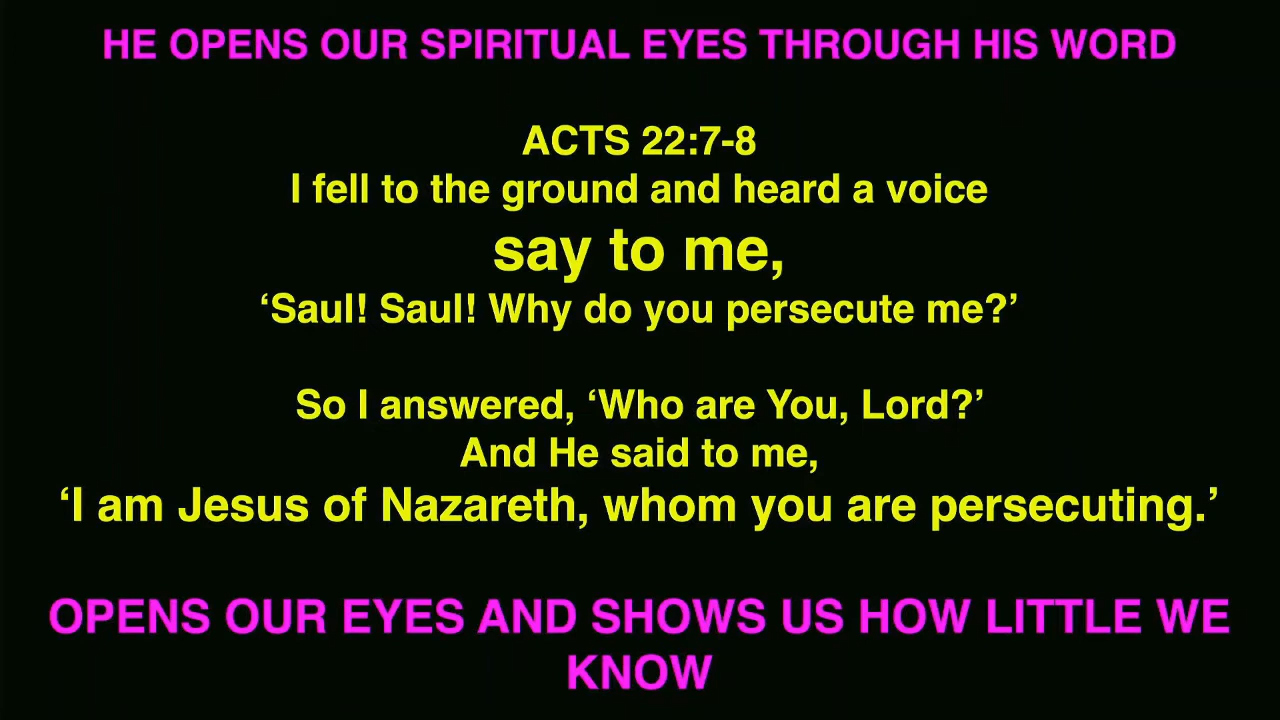 HE OPENS OUR SPIRITUAL EYES THROUGH HIS WORD
ACTS 22:7-8
I fell to the ground and heard a voice
say to me,
‘Saul! Saul! Why do you persecute me?’
So I answered, ‘Who are You, Lord?’
And He said to me,
‘I am Jesus of Nazareth, whom you are persecuting.’
OPENS OUR EYES AND SHOWS US HOW LITTLE WE
KNOW